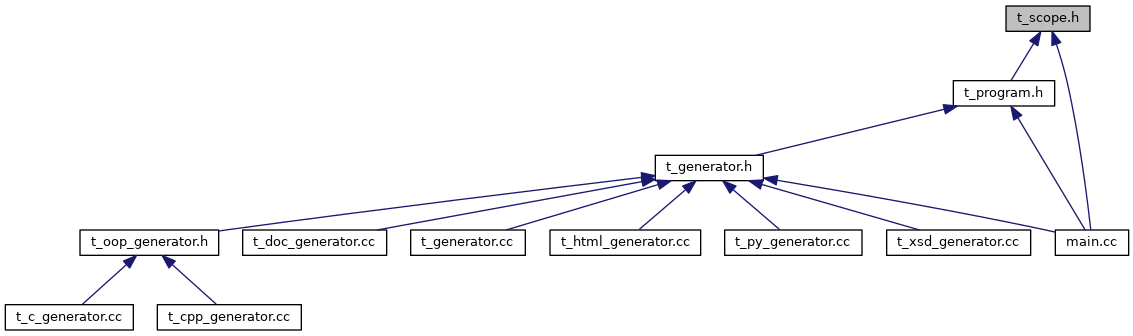 t_scope.h
t_program.h
t_generator.h
t_oop_generator.h
t_doc_generator.cc
t_generator.cc
t_html_generator.cc
t_py_generator.cc
t_xsd_generator.cc
main.cc
t_c_generator.cc
t_cpp_generator.cc